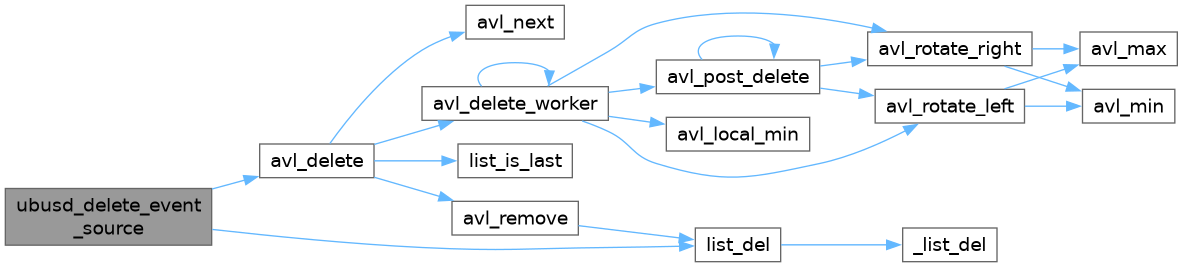 ubusd_delete_event
_source
avl_delete
avl_next
avl_delete_worker
list_is_last
avl_remove
avl_post_delete
avl_local_min
list_del
avl_rotate_right
avl_rotate_left
_list_del
avl_max
avl_min